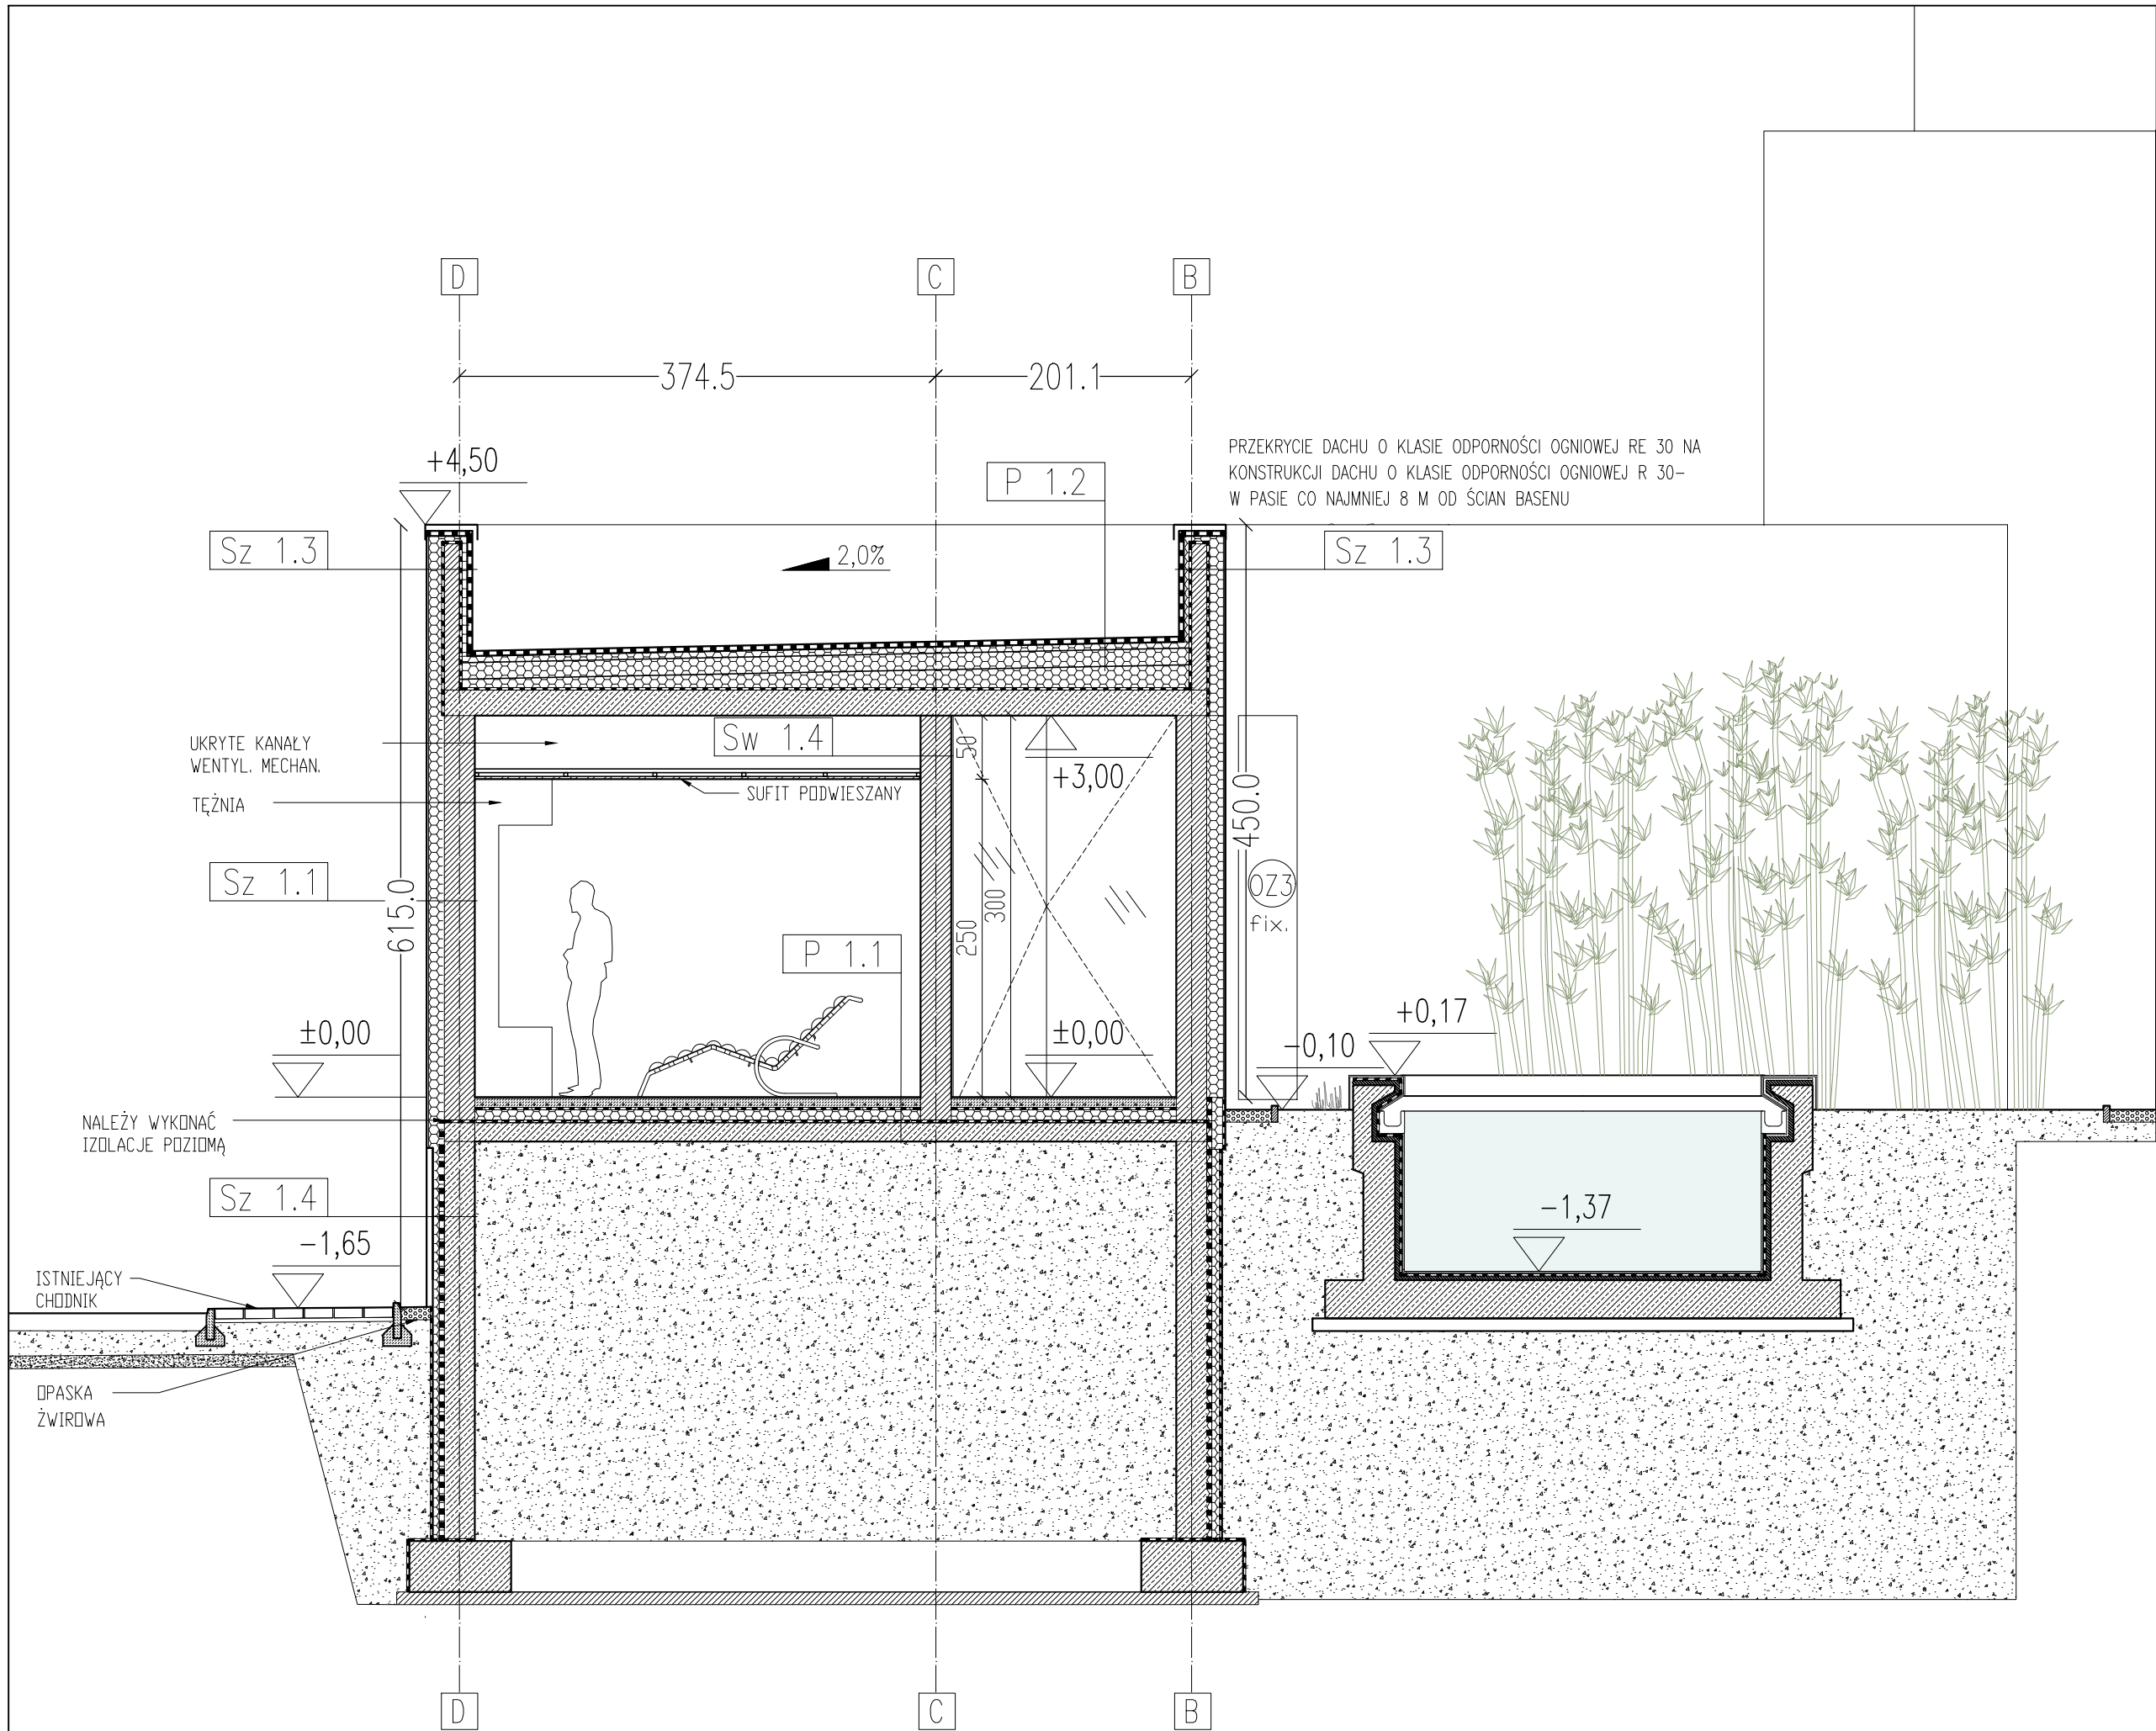 D
C
B
374.5
201.1
PRZEKRYCIE DACHU O KLASIE ODPORNOŚCI OGNIOWEJ RE 30 NA
KONSTRUKCJI DACHU O KLASIE ODPORNOŚCI OGNIOWEJ R 30-
W PASIE CO NAJMNIEJ 8 M OD ŚCIAN BASENU
+4,50
P 1.2
Sz 1.3
2,0%
Sz 1.3
UKRYTE KANAŁY
WENTYL. MECHAN.
Sw 1.4
50
+3,00
TĘŻNIA
SUFIT PODWIESZANY
450.0
Sz 1.1
615.0
250
300
OZ3
fix.
P 1.1
±0,00
±0,00
-0,10
+0,17
NALEŻY WYKONAĆ
IZOLACJE POZIOMĄ
Sz 1.4
-1,37
-1,65
ISTNIEJĄCY
CHODNIK
OPASKA
ŻWIROWA
D
C
B